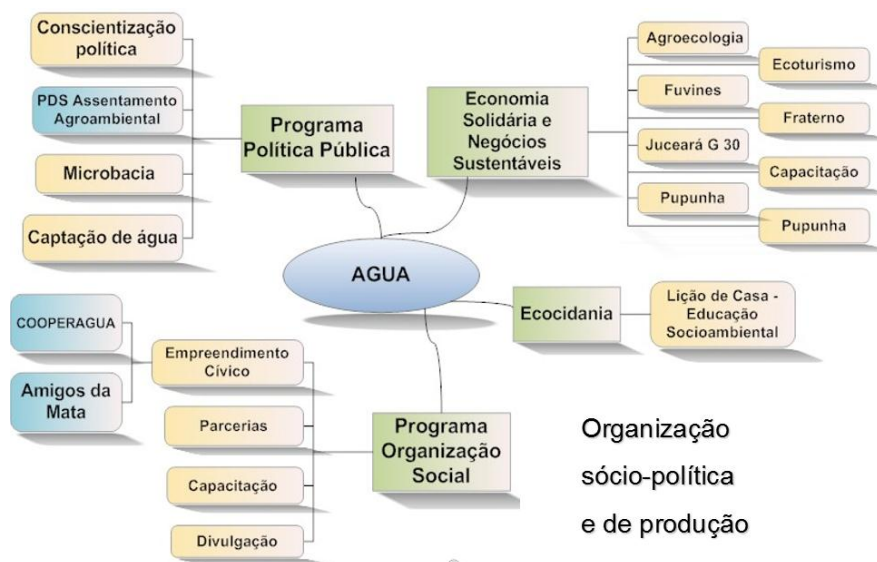 Conscientização
política
PDS Assentamento
Agroambiental
Microbacia
Captação de água
Programa
Política Pública
Economia
Solidária e
Negócios
Sustentáveis
Agroecologia
Ecoturismo
Fuvines
Fraterno
Juceará G 30
Capacitação
Pupunha
Pupunha
AGUA
Ecocidania
Lição de Casa -
Educação
Socioambiental
COOPERAGUA
Amigos da
Mata
Empreendimento
Cívico
Parcerias
Capacitação
Divulgação
Programa
Organização
Social
Organização
sócio-política
e de produção